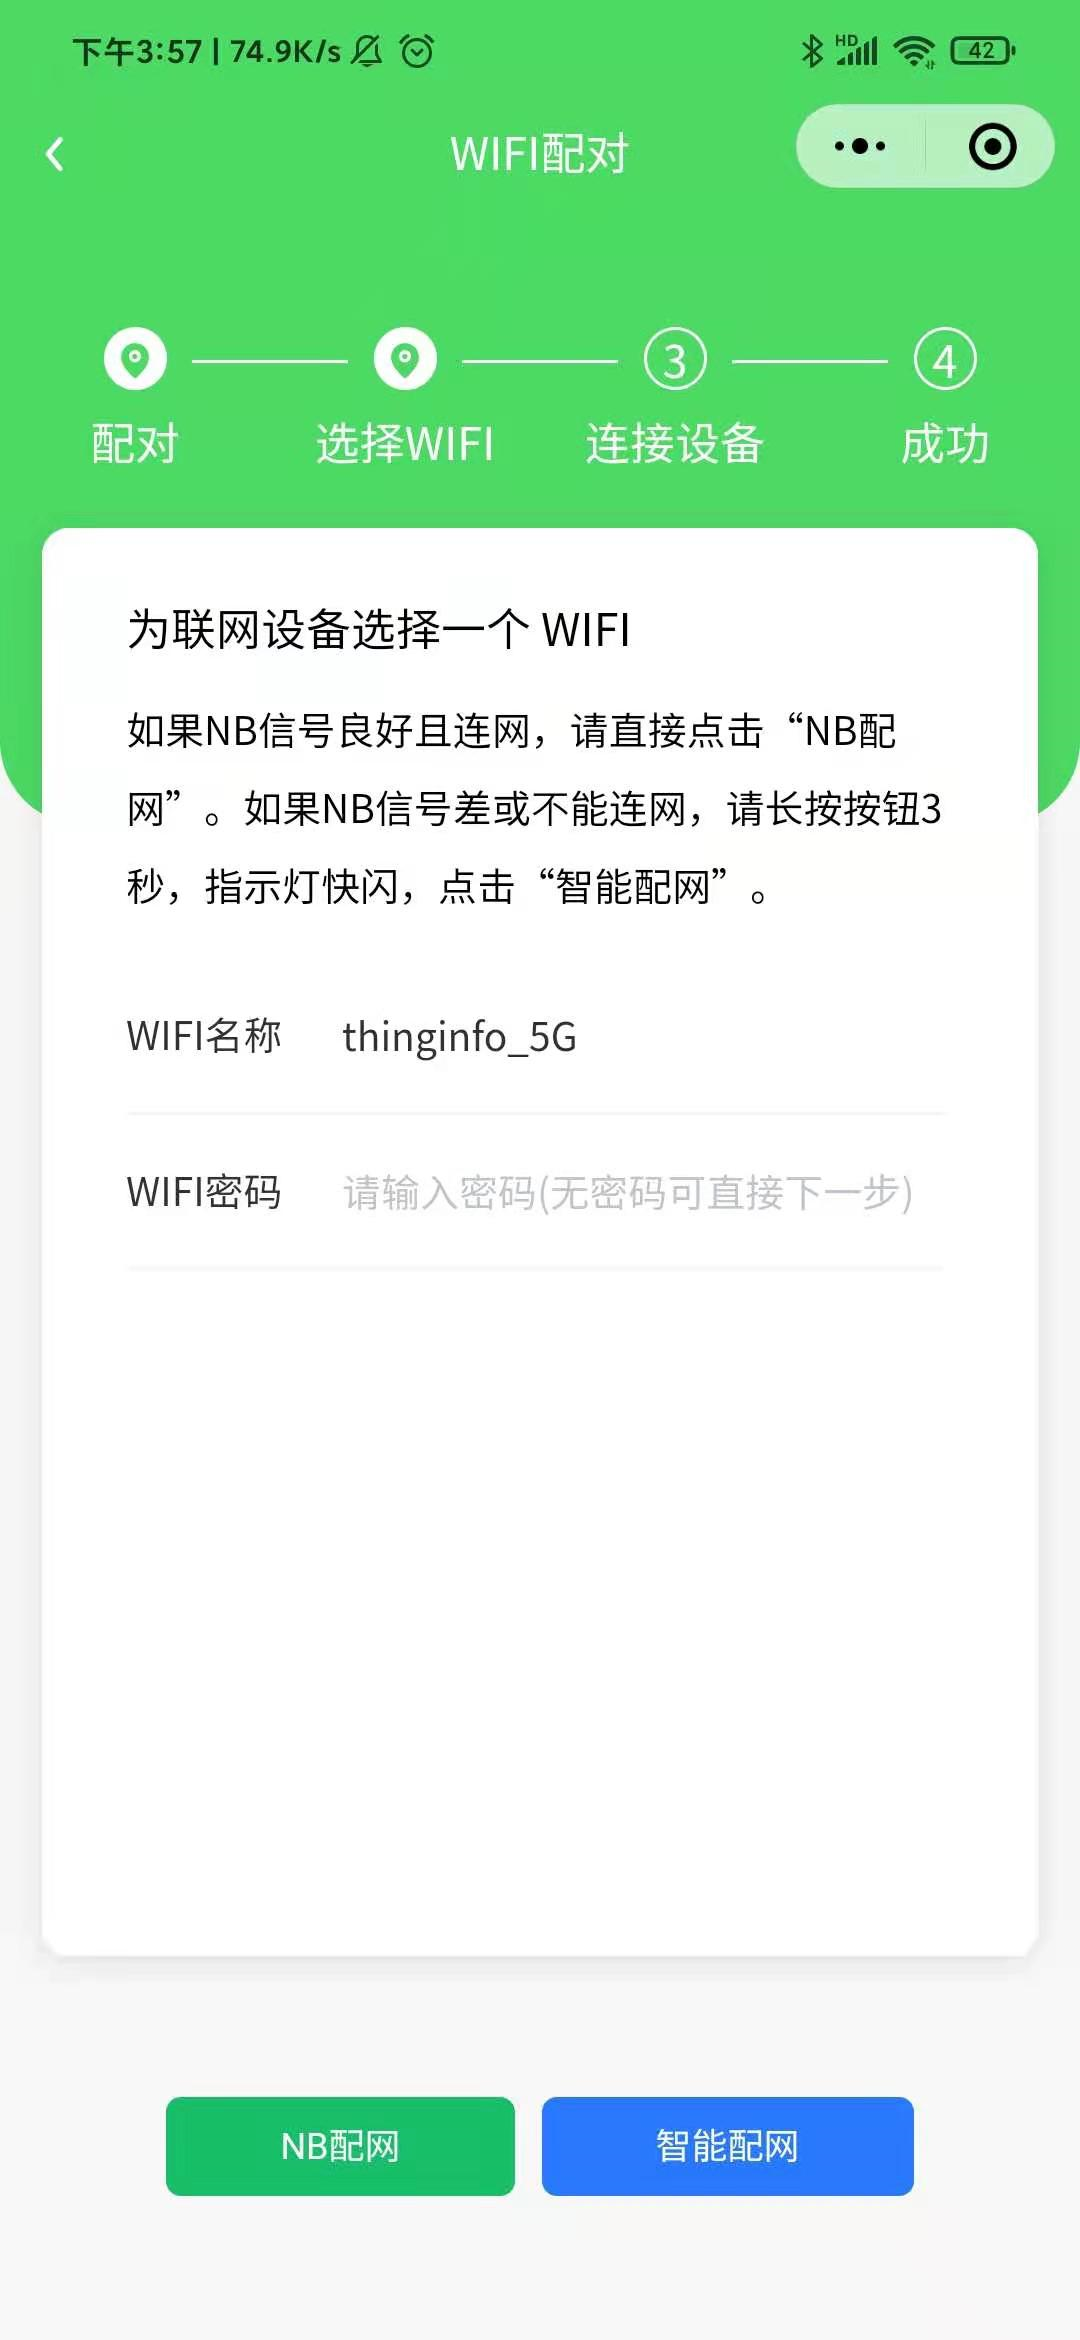 下午3:57 | 74.9K/s
HD
42
WIFI配对
3
4
配对
选择WIFI
连接设备
成功
为联网设备选择一个 WIFI
如果NB信号良好且连网，请直接点击“NB配
网”。如果NB信号差或不能连网，请长按按钮3
秒，指示灯快闪，点击“智能配网”。
WIFI名称 thinginfo_5G
WIFI密码 请输入密码(无密码可直接下一步)
NB配网
智能配网